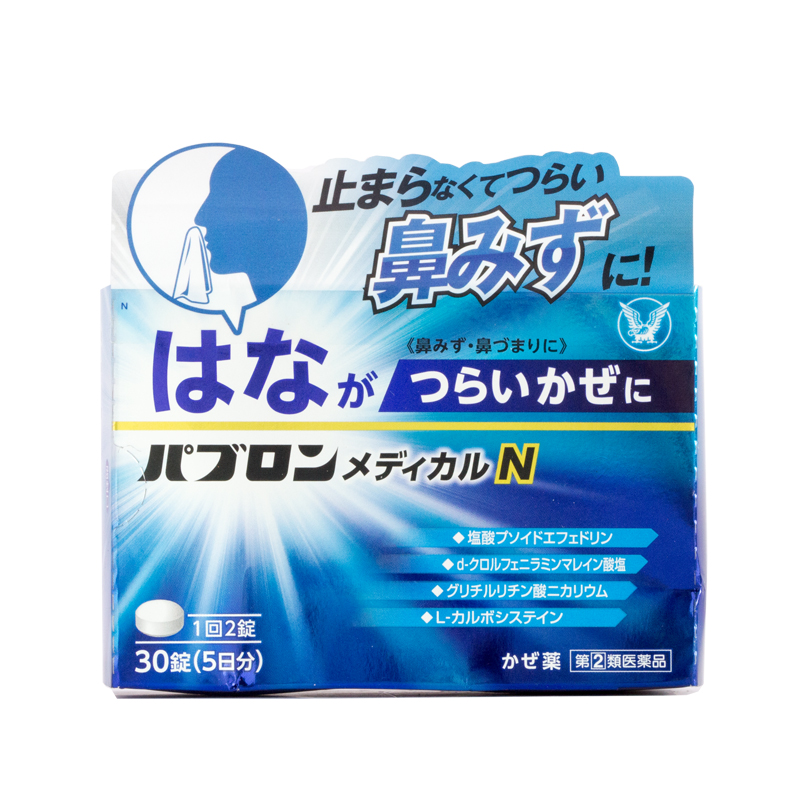 止まらなくてつらい
鼻みずに!
N
《鼻みず・鼻づまりに》
はなが つらいかぜに
パブロンメディカルN
◆塩酸プソイドエフェドリン
◆d-クロルフェニラミンマレイン酸塩
◆グリチルリチン酸ニカリウム
◆L-カルボシステイン
1回2錠
30錠(5日分)
かぜ薬 第②類医薬品